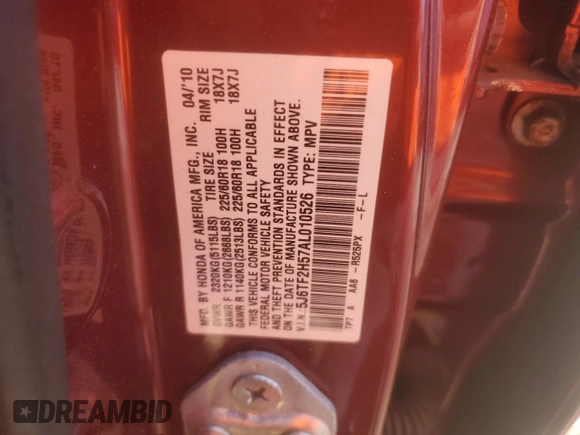 MFD. BY HONDA OF AMERICA MFG., INC. 04/'10
TIRE SIZE RIM SIZE
GVWR 2320KG(5115LBS)
GAWR F 1210KG(2668LBS) 225/60R18 100H 18X7J
GAWR R 1140KG(2513LBS) 225/60R18 100H 18X7J
THIS VEHICLE CONFORMS TO ALL APPLICABLE
FEDERAL MOTOR VEHICLE SAFETY
AND THEFT PREVENTION STANDARDS IN EFFECT
ON THE DATE OF MANUFACTURE SHOWN ABOVE.
V.I.N. 5J6TF2H57AL010526 TYPE: MPV
TP7 A AA6 -R525PX -F-L
DREAMBID